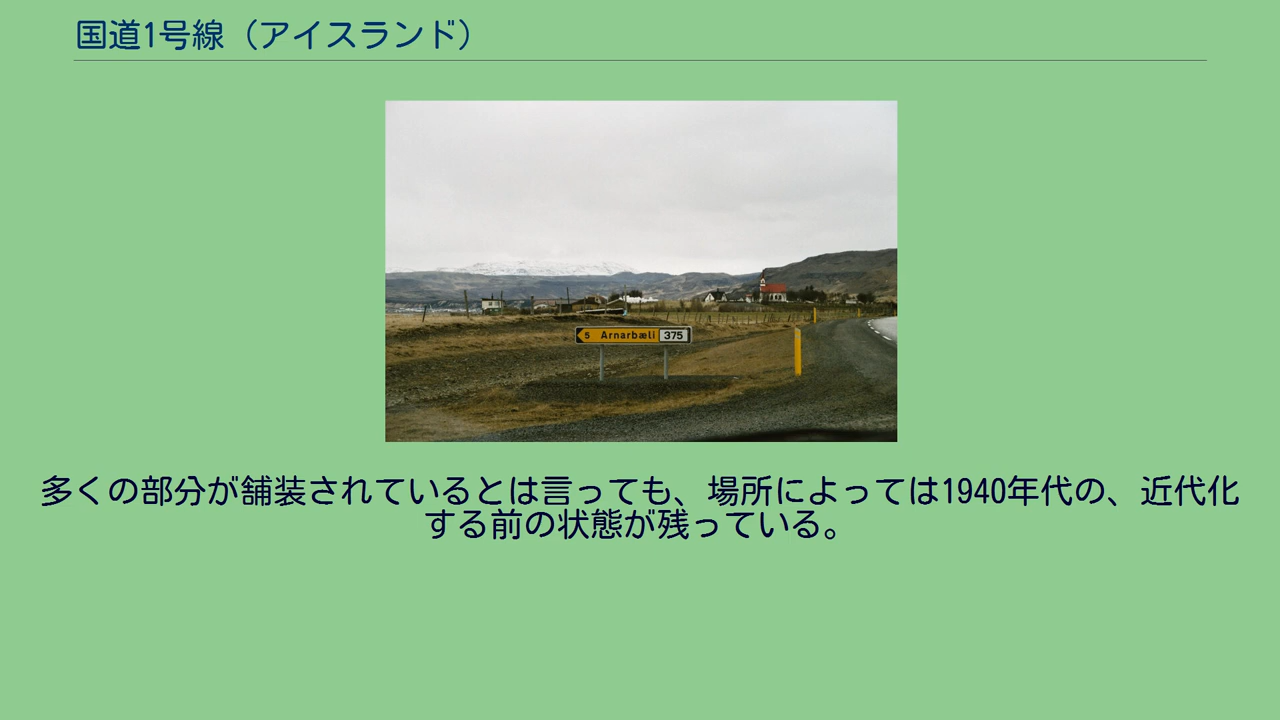 国道1号線（アイスランド）
5 Arnarbæli 375
多くの部分が舗装されているとは言っても、場所によっては1940年代の、近代化
する前の状態が残っている。